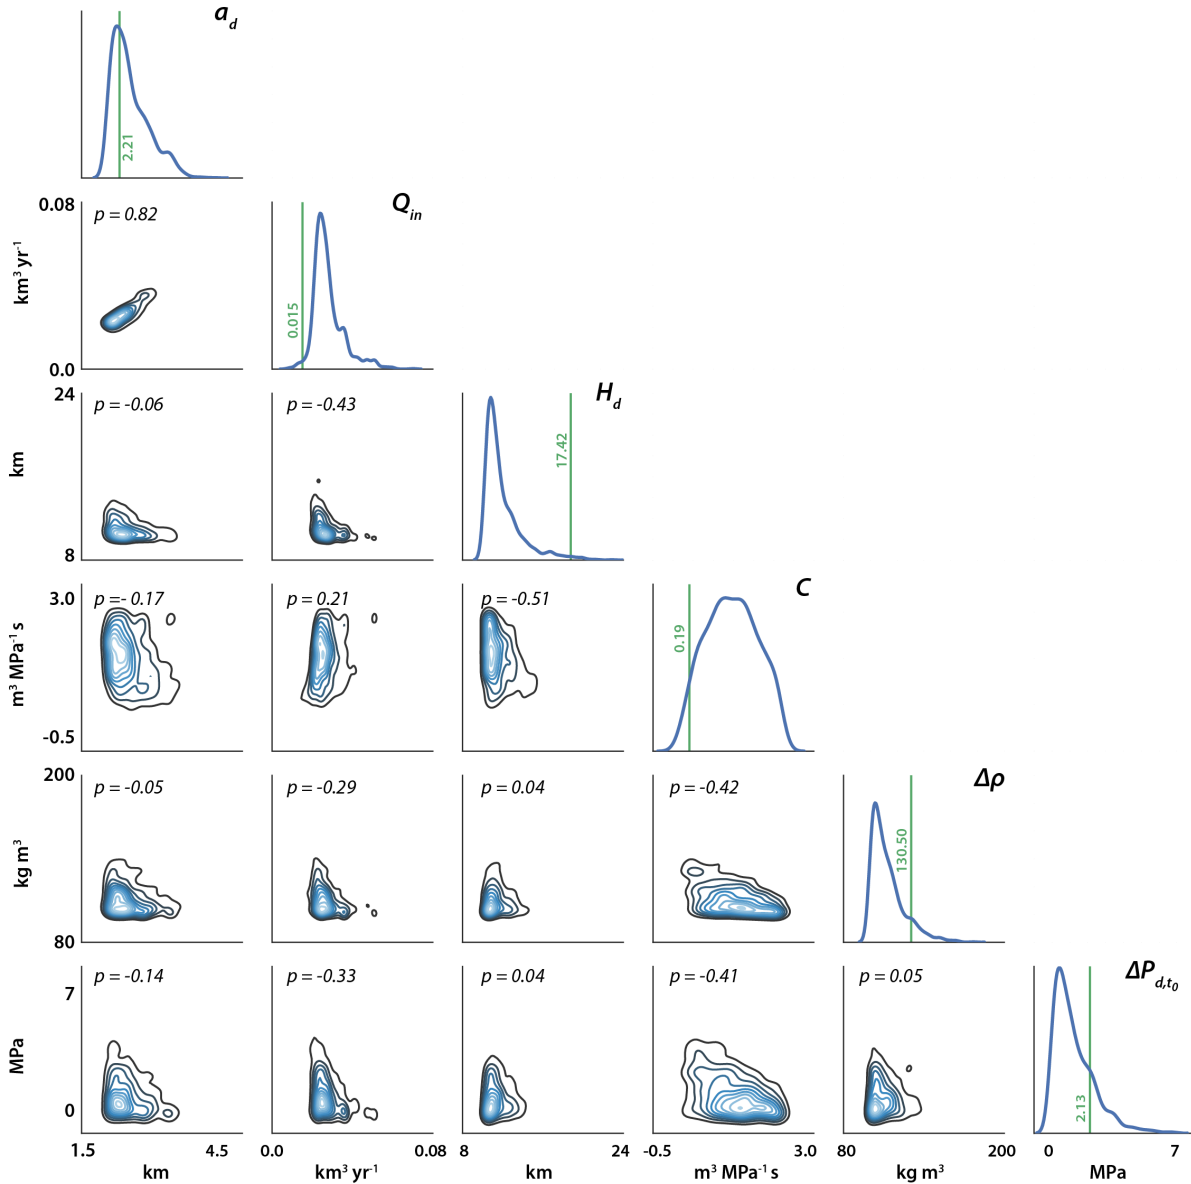 a_d
2.21
0.08
p = 0.82
Q_in
km³ yr⁻¹
0.015
0.0
24
p = -0.06
p = -0.43
H_d
km
17.42
8
3.0
p =- 0.17
p = 0.21
p = -0.51
C
m³ MPa⁻¹ s
0.19
-0.5
200
p = -0.05
p = -0.29
p = 0.04
p = -0.42
Δρ
kg m³
130.50
80
7
p = -0.14
p = -0.33
p = 0.04
p = -0.41
p = 0.05
ΔP_d,t₀
MPa
2.13
0
1.5 4.5 0.0 0.08 8 24 -0.5 3.0 80 200 0 7
km km³ yr⁻¹ km m³ MPa⁻¹ s kg m³ MPa